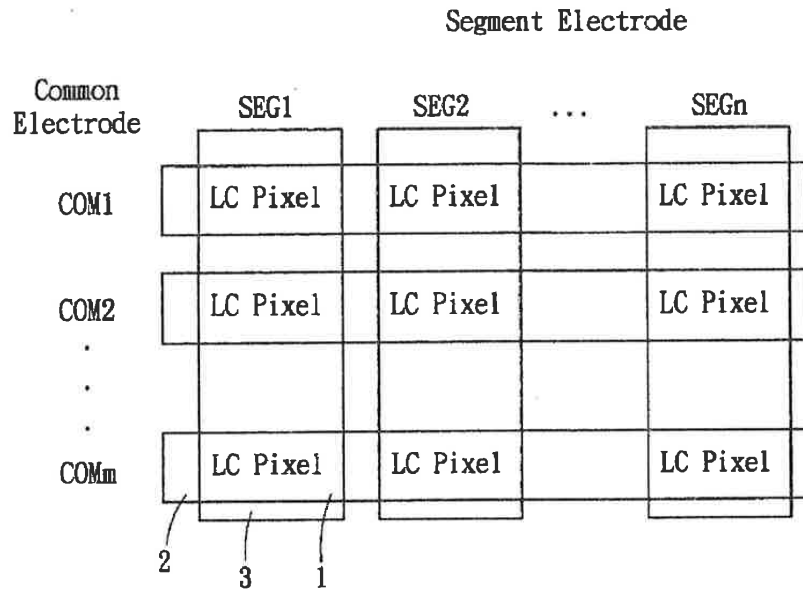 Segment Electrode
Common
Electrode
SEG1 SEG2 ... SEGn
COM1 LC Pixel LC Pixel LC Pixel
COM2 LC Pixel LC Pixel LC Pixel
.
.
.
COMm LC Pixel LC Pixel LC Pixel
2 3 1